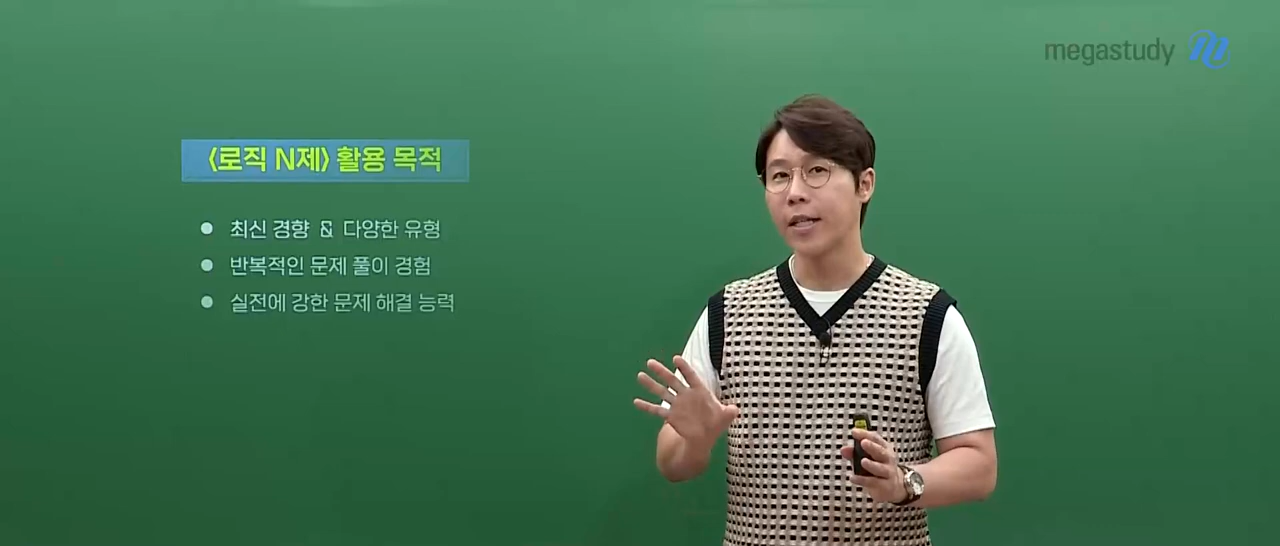 megastudy
〈로직 N제〉 활용 목적
최신 경향 & 다양한 유형
반복적인 문제 풀이 경험
실전에 강한 문제 해결 능력